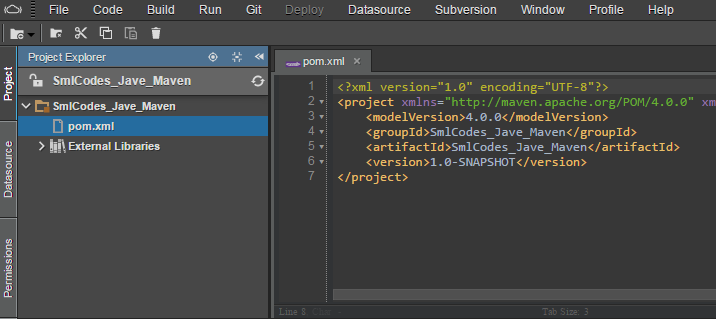 File Code Build Run Git Deploy Datasource Subversion Window Profile Help
Project
Datasource
Permissions
Project Explorer
SmlCodes_Jave_Maven
SmlCodes_Jave_Maven
pom.xml
External Libraries
pom.xml
1 <?xml version="1.0" encoding="UTF-8"?>
2 <project xmlns="http://maven.apache.org/POM/4.0.0" xm
3 <modelVersion>4.0.0</modelVersion>
4 <groupId>SmlCodes_Jave_Maven</groupId>
5 <artifactId>SmlCodes_Jave_Maven</artifactId>
6 <version>1.0-SNAPSHOT</version>
7 </project>
Line 8, Char - Tab Size: 3